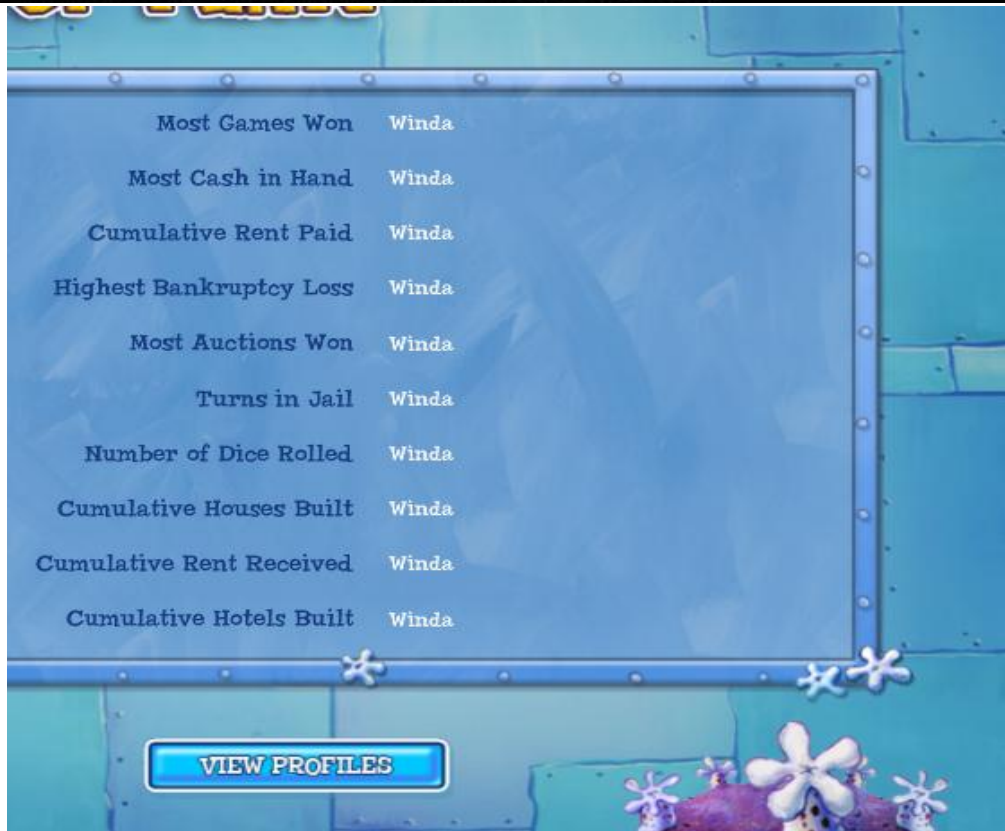 Most Games Won Winda
Most Cash in Hand Winda
Cumulative Rent Paid Winda
Highest Bankruptcy Loss Winda
Most Auctions Won Winda
Turns in Jail Winda
Number of Dice Rolled Winda
Cumulative Houses Built Winda
Cumulative Rent Received Winda
Cumulative Hotels Built Winda
VIEW PROFILES